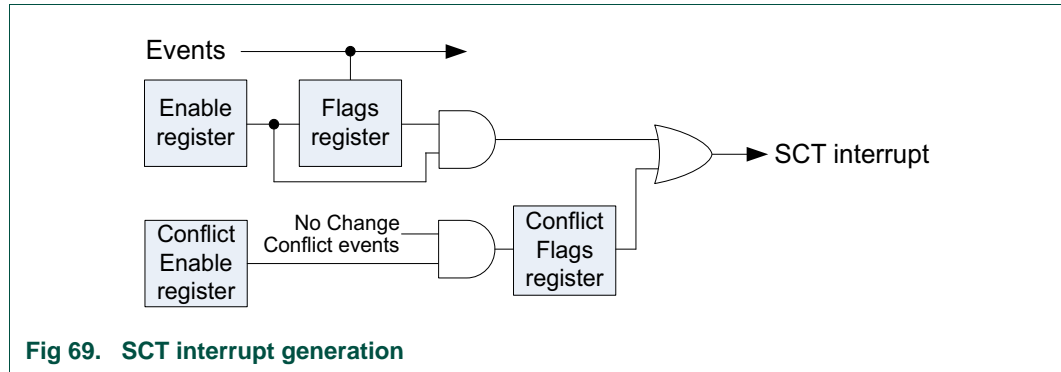 Events
Enable
register
Flags
register
SCT interrupt
No Change
Conflict events
Conflict
Enable
register
Conflict
Flags
register
Fig 69. SCT interrupt generation